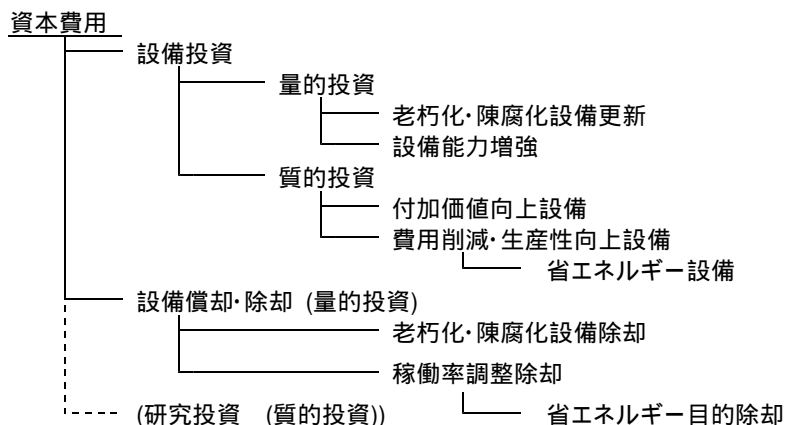 資本費用
設備投資
量的投資
老朽化･陳腐化設備更新
設備能力増強
質的投資
付加価値向上設備
費用削減･生産性向上設備
省エネルギー設備
設備償却･除却 (量的投資)
老朽化･陳腐化設備除却
稼働率調整除却
(研究投資 (質的投資))
省エネルギー目的除却